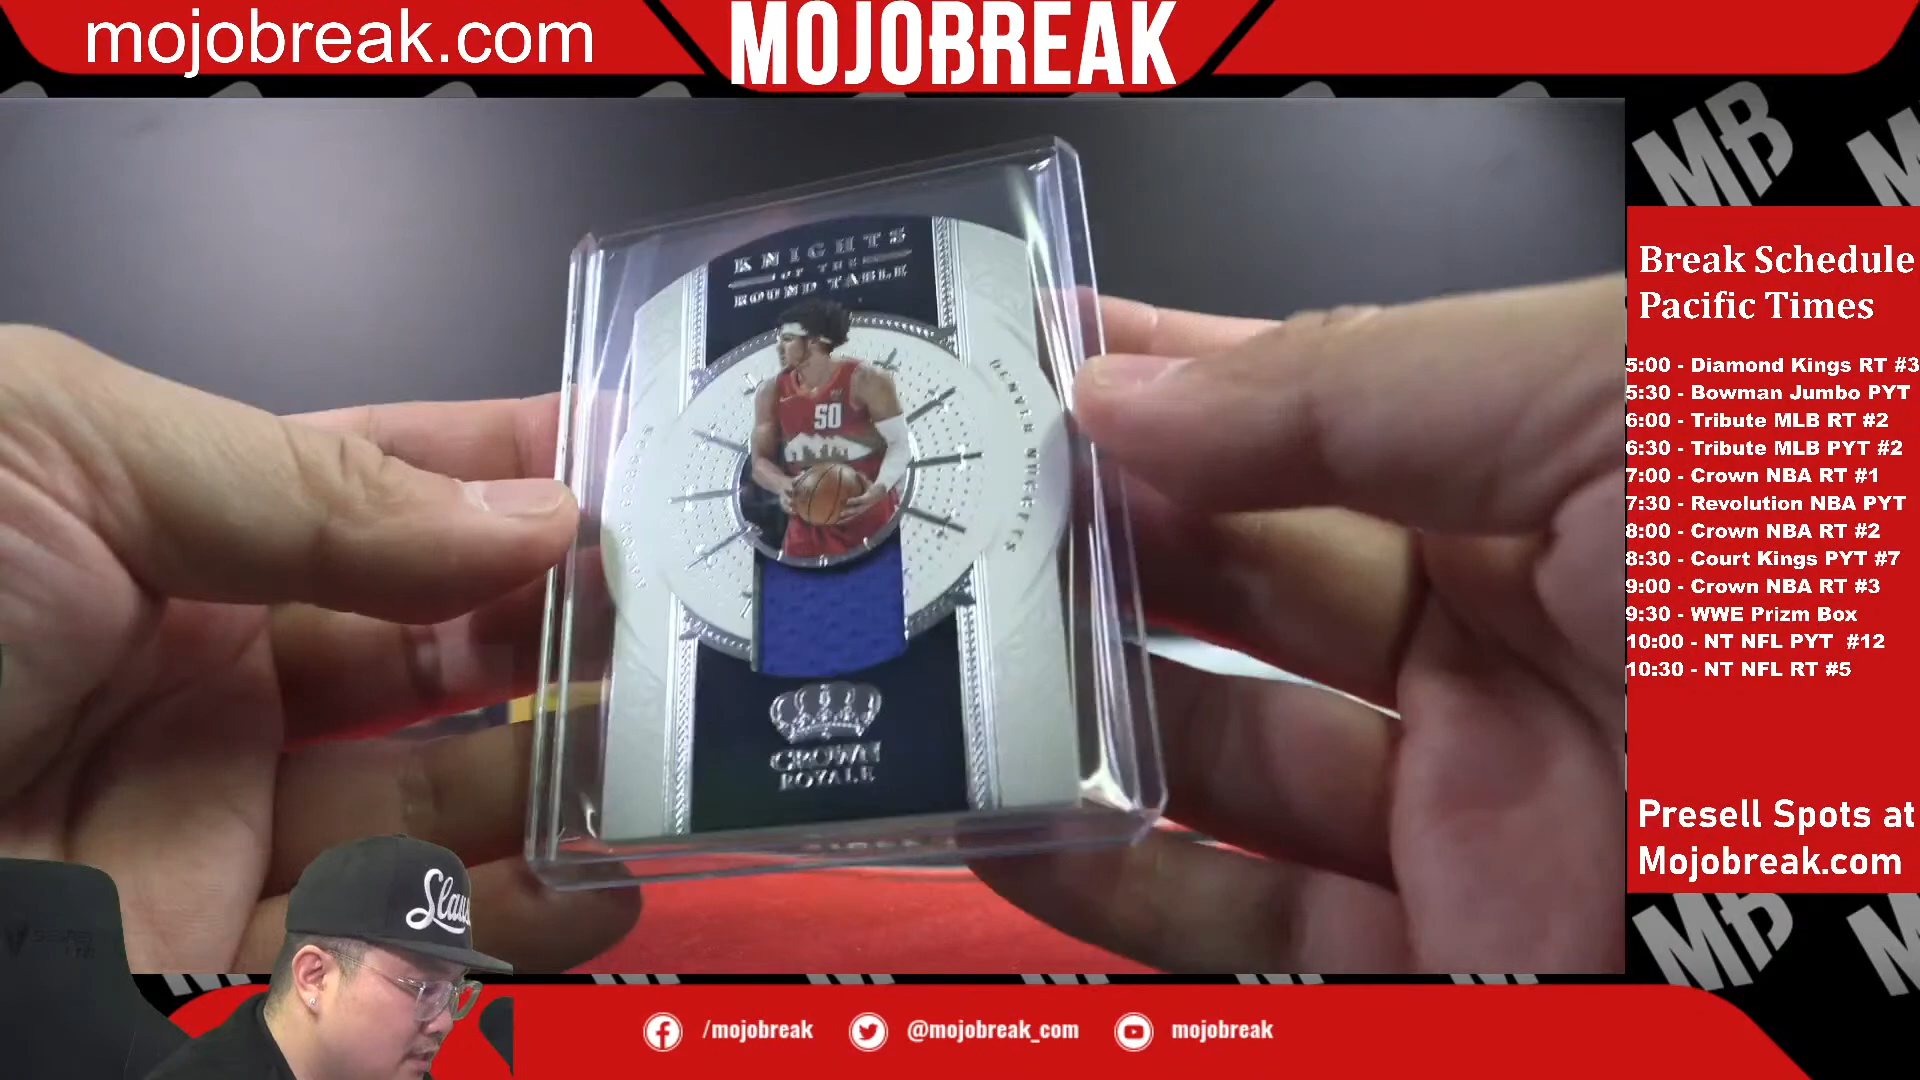 mojobreak.com
MOJOBREAK
KNIGHTS
OF THE
ROUND TABLE
DENVER NUGGETS
50
CROWN
ROYALE
MB
Break Schedule
Pacific Times
5:00 - Diamond Kings RT #3
5:30 - Bowman Jumbo PYT
6:00 - Tribute MLB RT #2
6:30 - Tribute MLB PYT #2
7:00 - Crown NBA RT #1
7:30 - Revolution NBA PYT
8:00 - Crown NBA RT #2
8:30 - Court Kings PYT #7
9:00 - Crown NBA RT #3
9:30 - WWE Prizm Box
10:00 - NT NFL PYT #12
10:30 - NT NFL RT #5
Presell Spots at
Mojobreak.com
MB
/mojobreak
@mojobreak_com
mojobreak